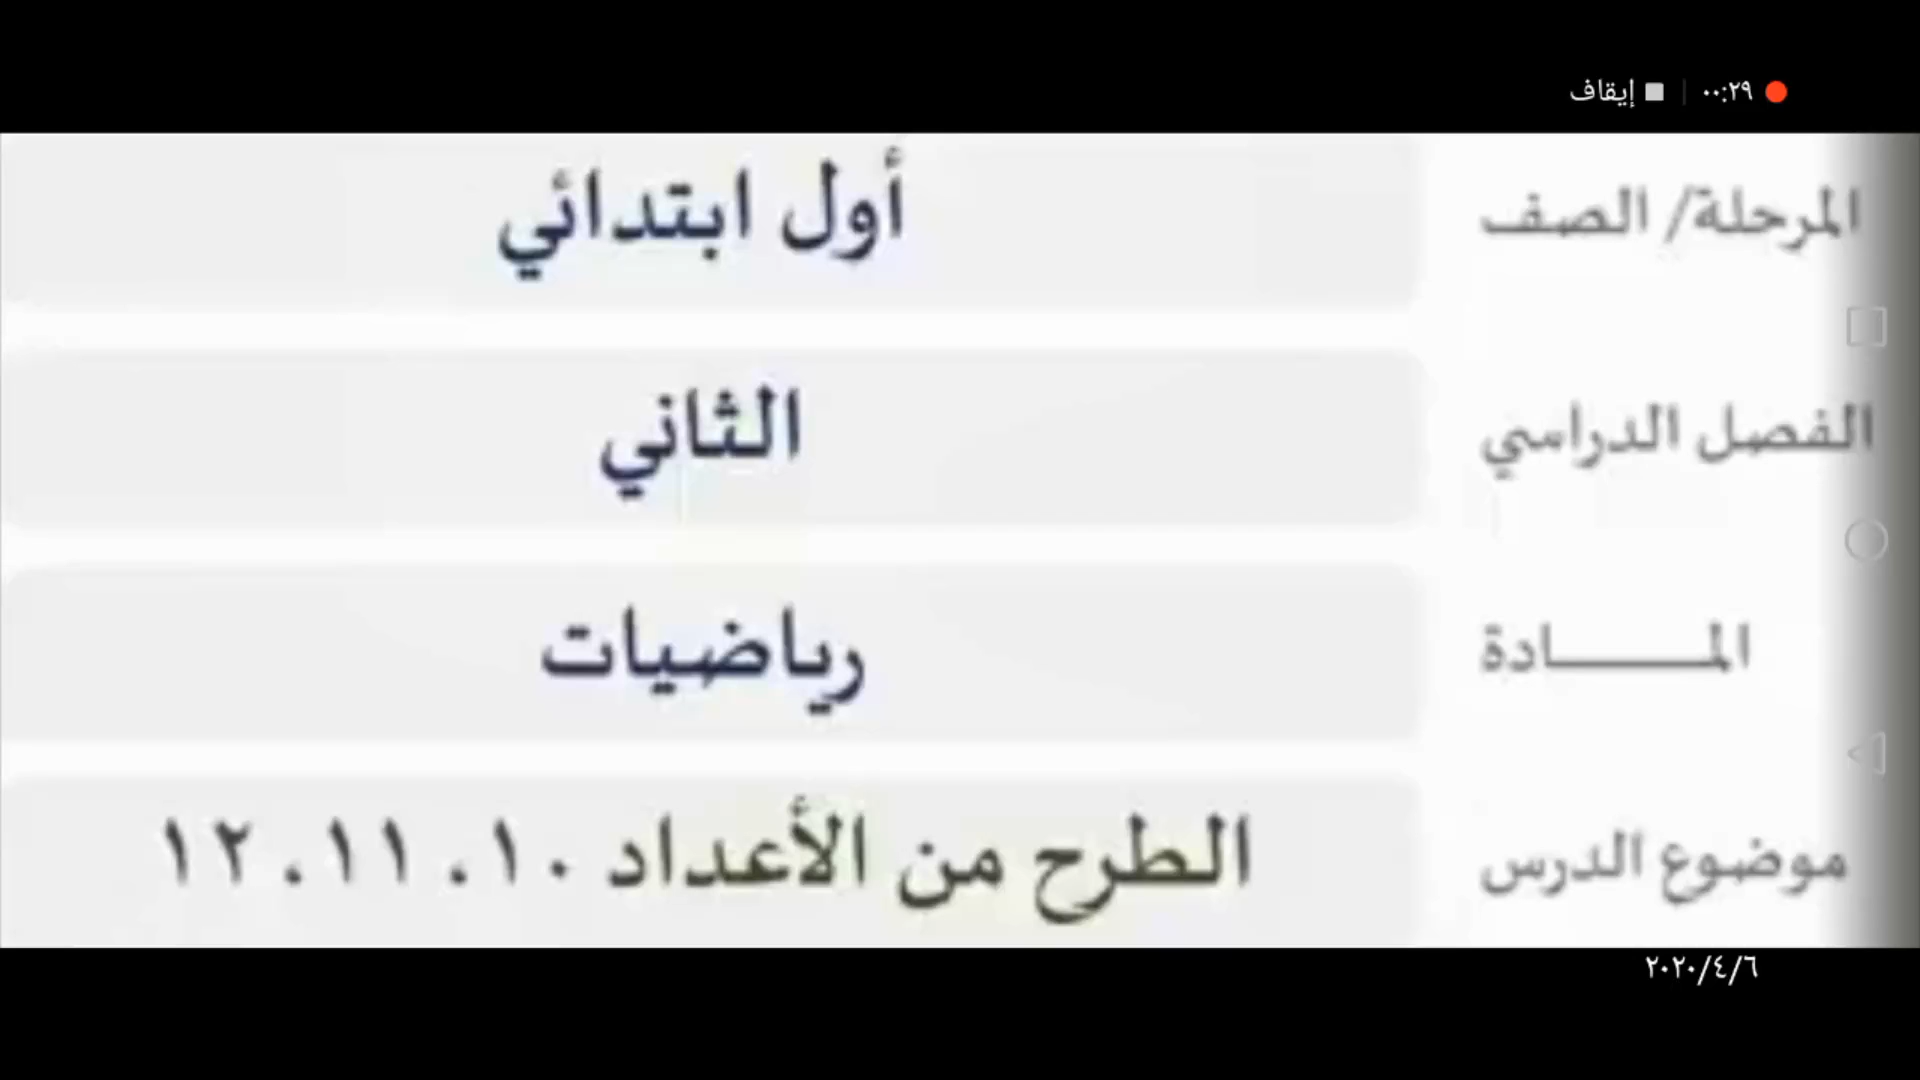 ٠٠:٢٩ إيقاف
المرحلة/ الصف أول ابتدائي
الفصل الدراسي الثاني
المـــــــادة رياضيات
موضوع الدرس الطرح من الأعداد ١٠، ١١، ١٢
٢٠٢٠/٤/٦